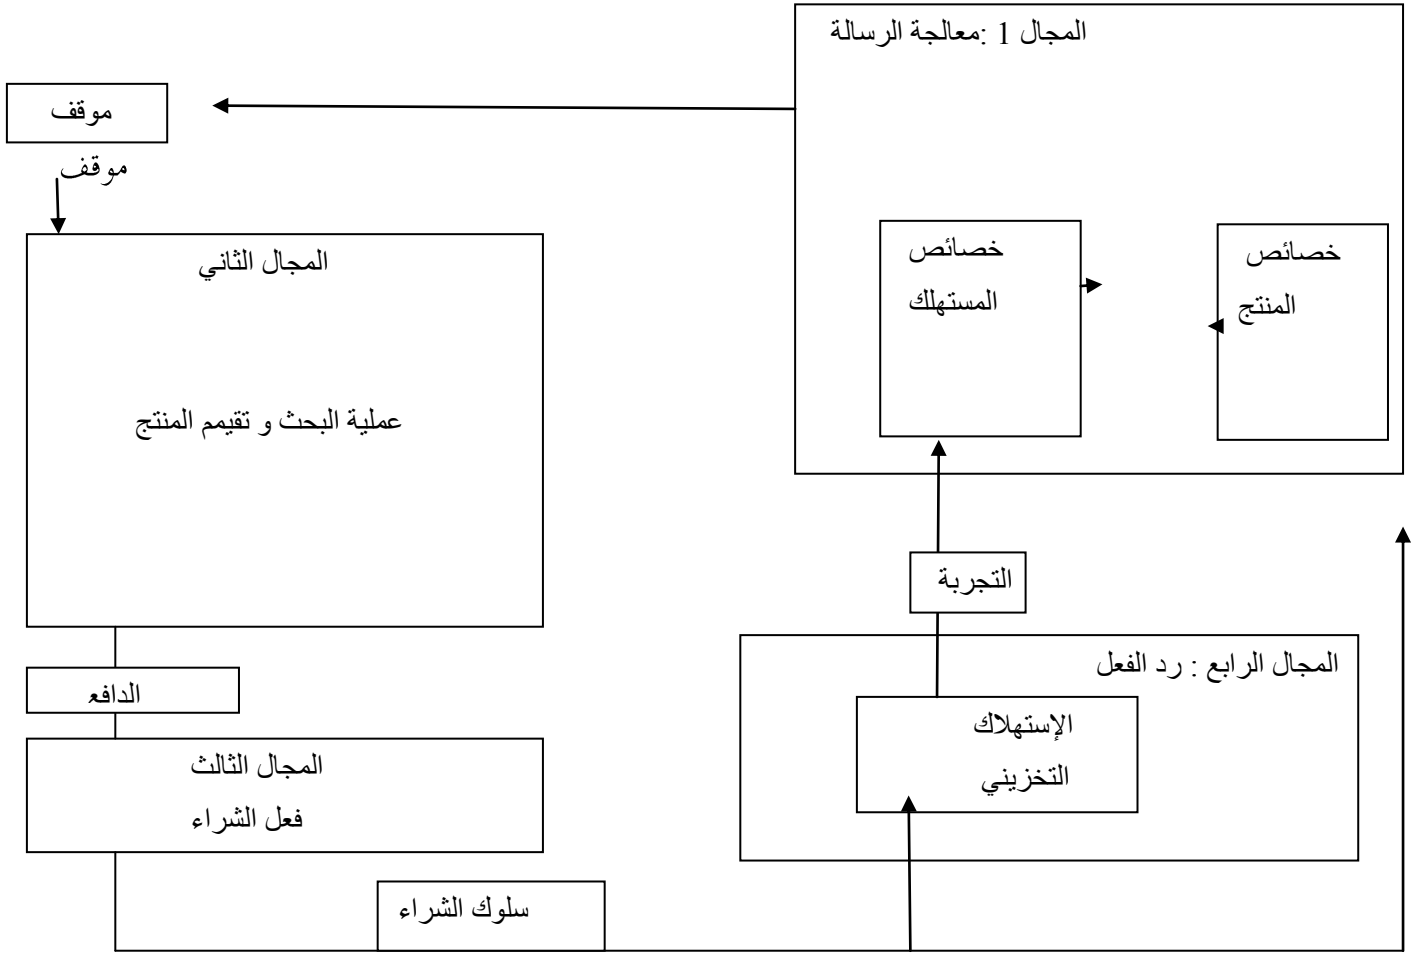 المجال 1 :معالجة الرسالة
موقف
موقف
خصائص
المنتج
خصائص
المستهلك
المجال الثاني
عملية البحث و تقيمم المنتج
التجربة
المجال الرابع : رد الفعل
الإستهلاك
التخزيني
الدافع
المجال الثالث
فعل الشراء
سلوك الشراء